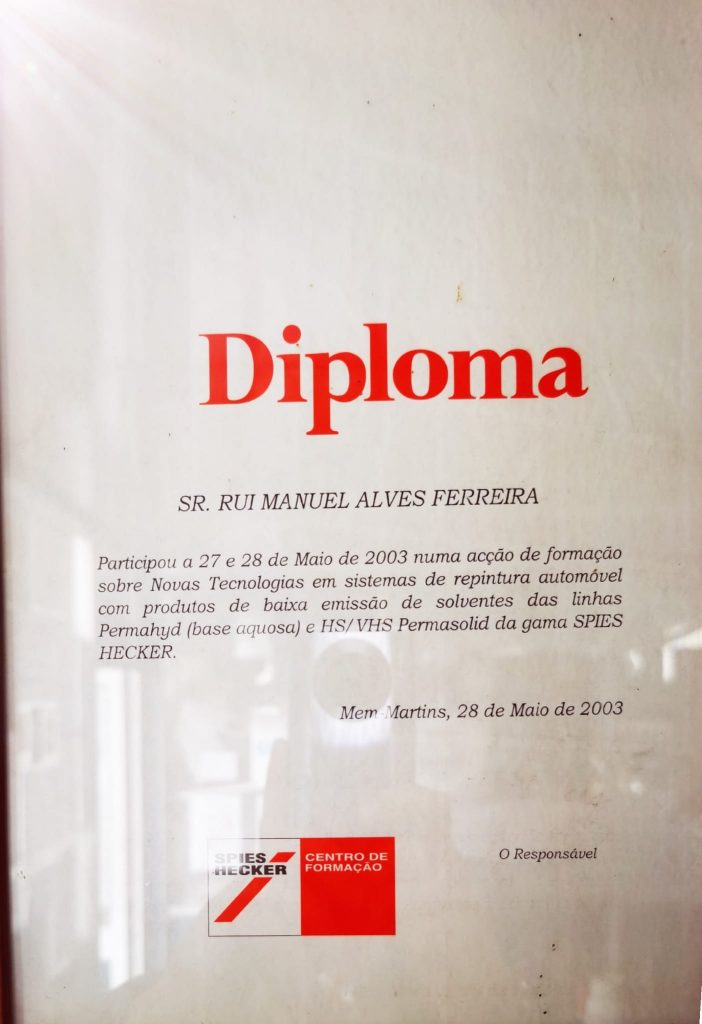 Diploma
SR. RUI MANUEL ALVES FERREIRA
Participou a 27 e 28 de Maio de 2003 numa acção de formação
sobre Novas Tecnologias em sistemas de repintura automóvel
com produtos de baixa emissão de solventes das linhas
Permahyd (base aquosa) e HS/VHS Permasolid da gama SPIES
HECKER.
Mem-Martins, 28 de Maio de 2003
SPIES
HECKER
CENTRO DE
FORMAÇÃO
O Responsável